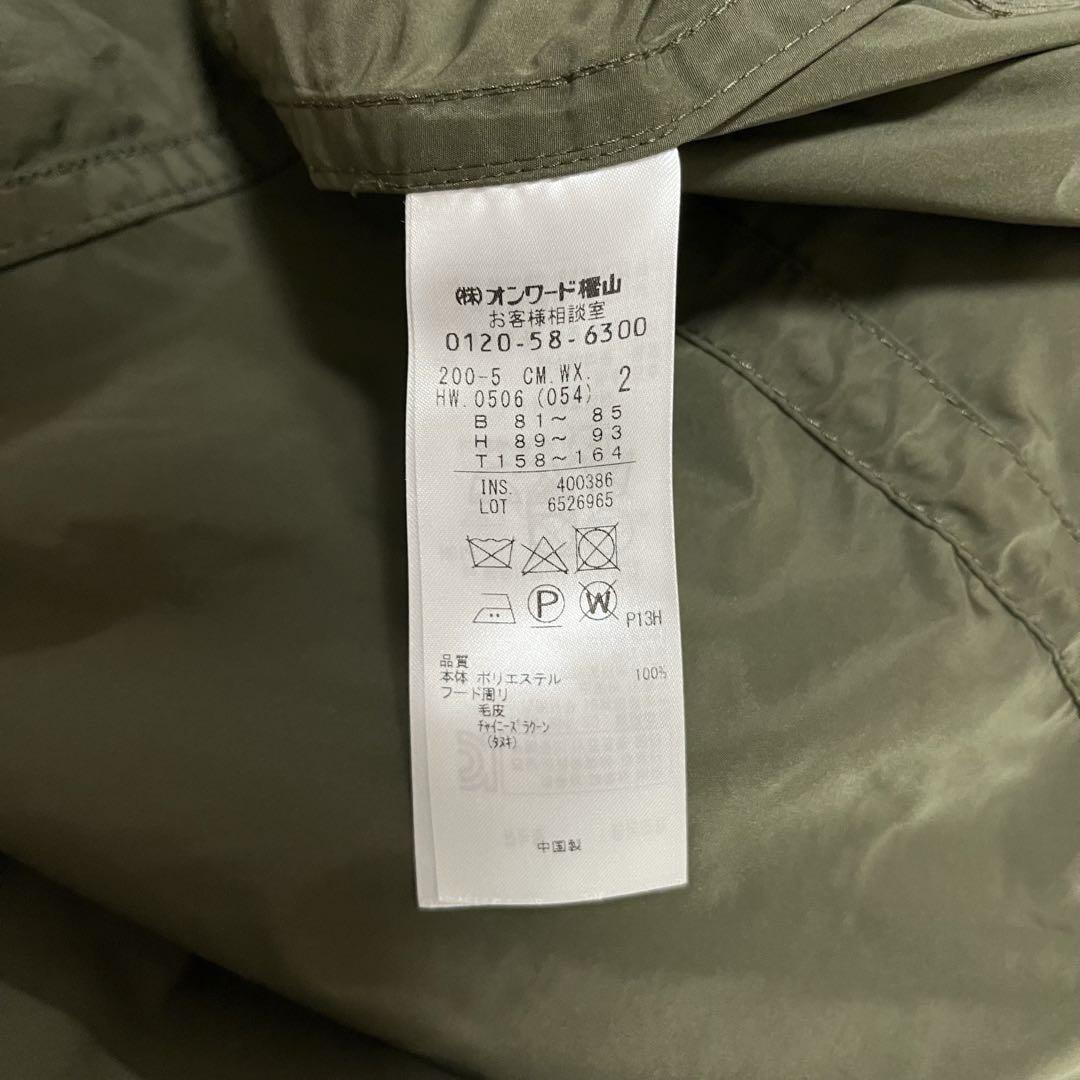 (株)オンワード樫山
お客様相談室
0120-58-6300
200-5 CM.WX. 2
HW.0506 (054)
B 81～ 85
H 89～ 93
T158～164
INS. 400386
LOT 6526965
P W P13H
品質
本体 ポリエステル 100%
フード周り
毛皮
チャイニーズラクーン
(タヌキ)
中国製